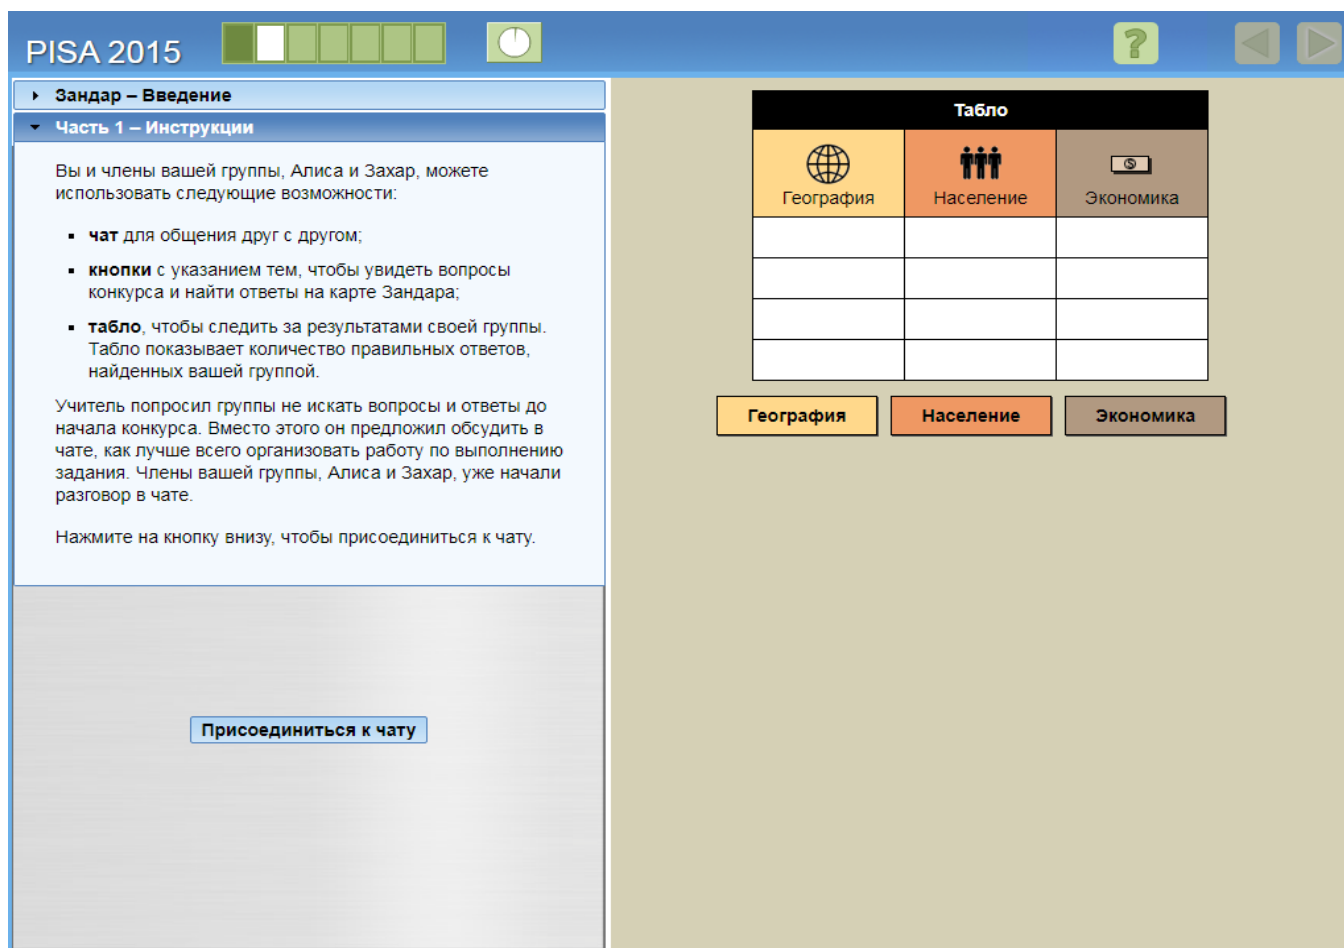 PISA 2015
?
Зандар – Введение
Часть 1 – Инструкции
Вы и члены вашей группы, Алиса и Захар, можете
использовать следующие возможности:
чат для общения друг с другом;
кнопки с указанием тем, чтобы увидеть вопросы
конкурса и найти ответы на карте Зандара;
табло, чтобы следить за результатами своей группы.
Табло показывает количество правильных ответов,
найденных вашей группой.
Учитель попросил группы не искать вопросы и ответы до
начала конкурса. Вместо этого он предложил обсудить в
чате, как лучше всего организовать работу по выполнению
задания. Члены вашей группы, Алиса и Захар, уже начали
разговор в чате.
Нажмите на кнопку внизу, чтобы присоединиться к чату.
Присоединиться к чату
Табло
География Население Экономика
География Население Экономика